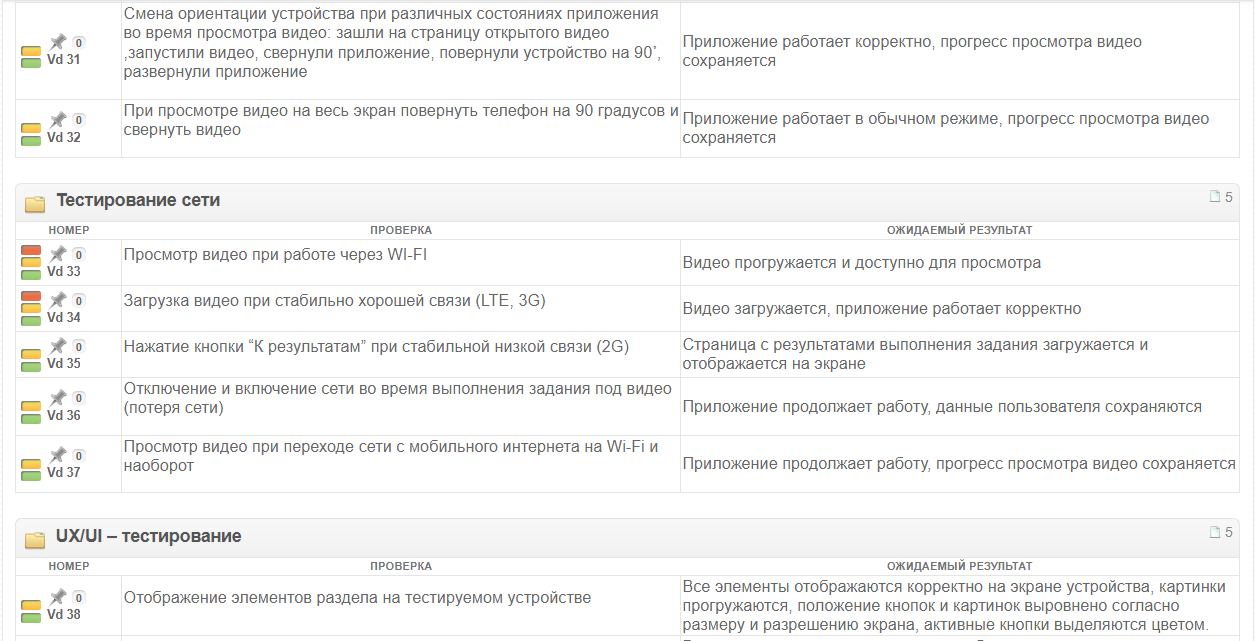 Смена ориентации устройства при различных состояниях приложения
во время просмотра видео: зашли на страницу открытого видео
,запустили видео, свернули приложение, повернули устройство на 90˚,
развернули приложение
0
Vd 31
Приложение работает корректно, прогресс просмотра видео
сохраняется
При просмотре видео на весь экран повернуть телефон на 90 градусов и
свернуть видео
0
Vd 32
Приложение работает в обычном режиме, прогресс просмотра видео
сохраняется
Тестирование сети
5
НОМЕР ПРОВЕРКА ОЖИДАЕМЫЙ РЕЗУЛЬТАТ
0
Vd 33
Просмотр видео при работе через WI-FI
Видео прогружается и доступно для просмотра
0
Vd 34
Загрузка видео при стабильно хорошей связи (LTE, 3G)
Видео загружается, приложение работает корректно
0
Vd 35
Нажатие кнопки “К результатам” при стабильной низкой связи (2G)
Страница с результатами выполнения задания загружается и
отображается на экране
0
Vd 36
Отключение и включение сети во время выполнения задания под видео
(потеря сети)
Приложение продолжает работу, данные пользователя сохраняются
0
Vd 37
Просмотр видео при переходе сети с мобильного интернета на Wi-Fi и
наоборот
Приложение продолжает работу, прогресс просмотра видео сохраняется
UX/UI – тестирование
5
НОМЕР ПРОВЕРКА ОЖИДАЕМЫЙ РЕЗУЛЬТАТ
0
Vd 38
Отображение элементов раздела на тестируемом устройстве
Все элементы отображаются корректно на экране устройства, картинки
прогружаются, положение кнопок и картинок выровнено согласно
размеру и разрешению экрана, активные кнопки выделяются цветом.